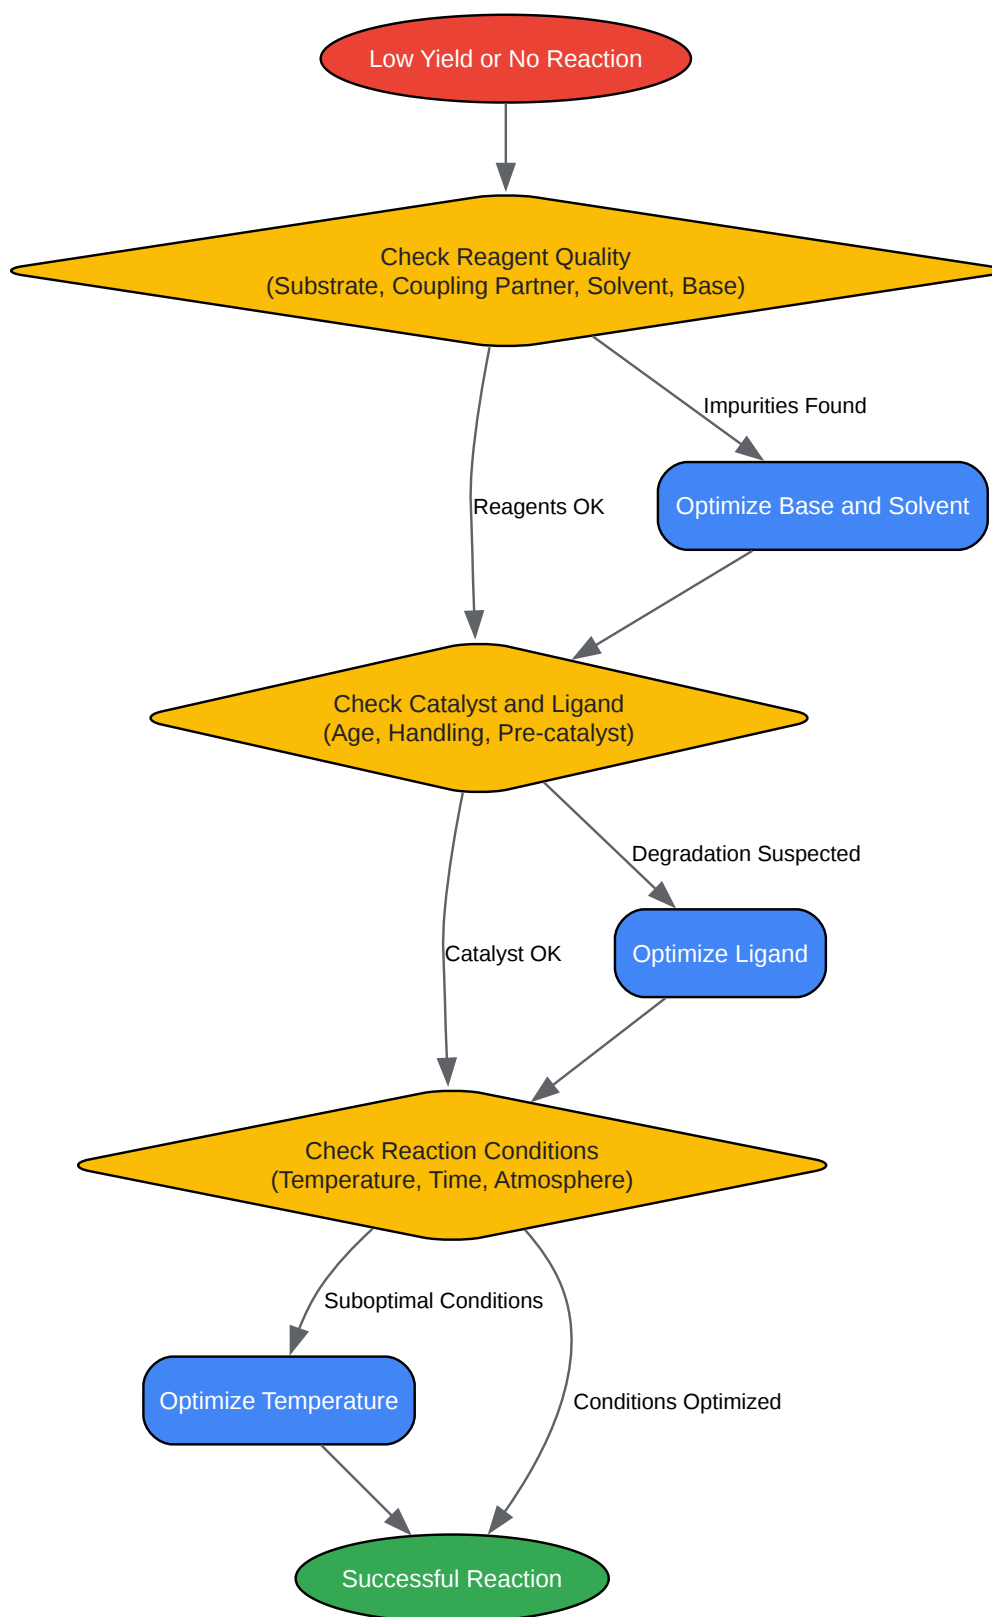 Low Yield or No Reaction
Check Reagent Quality
(Substrate, Coupling Partner, Solvent, Base)
Impurities Found
Reagents OK
Optimize Base and Solvent
Check Catalyst and Ligand
(Age, Handling, Pre-catalyst)
Degradation Suspected
Catalyst OK
Optimize Ligand
Check Reaction Conditions
(Temperature, Time, Atmosphere)
Suboptimal Conditions
Optimize Temperature
Conditions Optimized
Successful Reaction